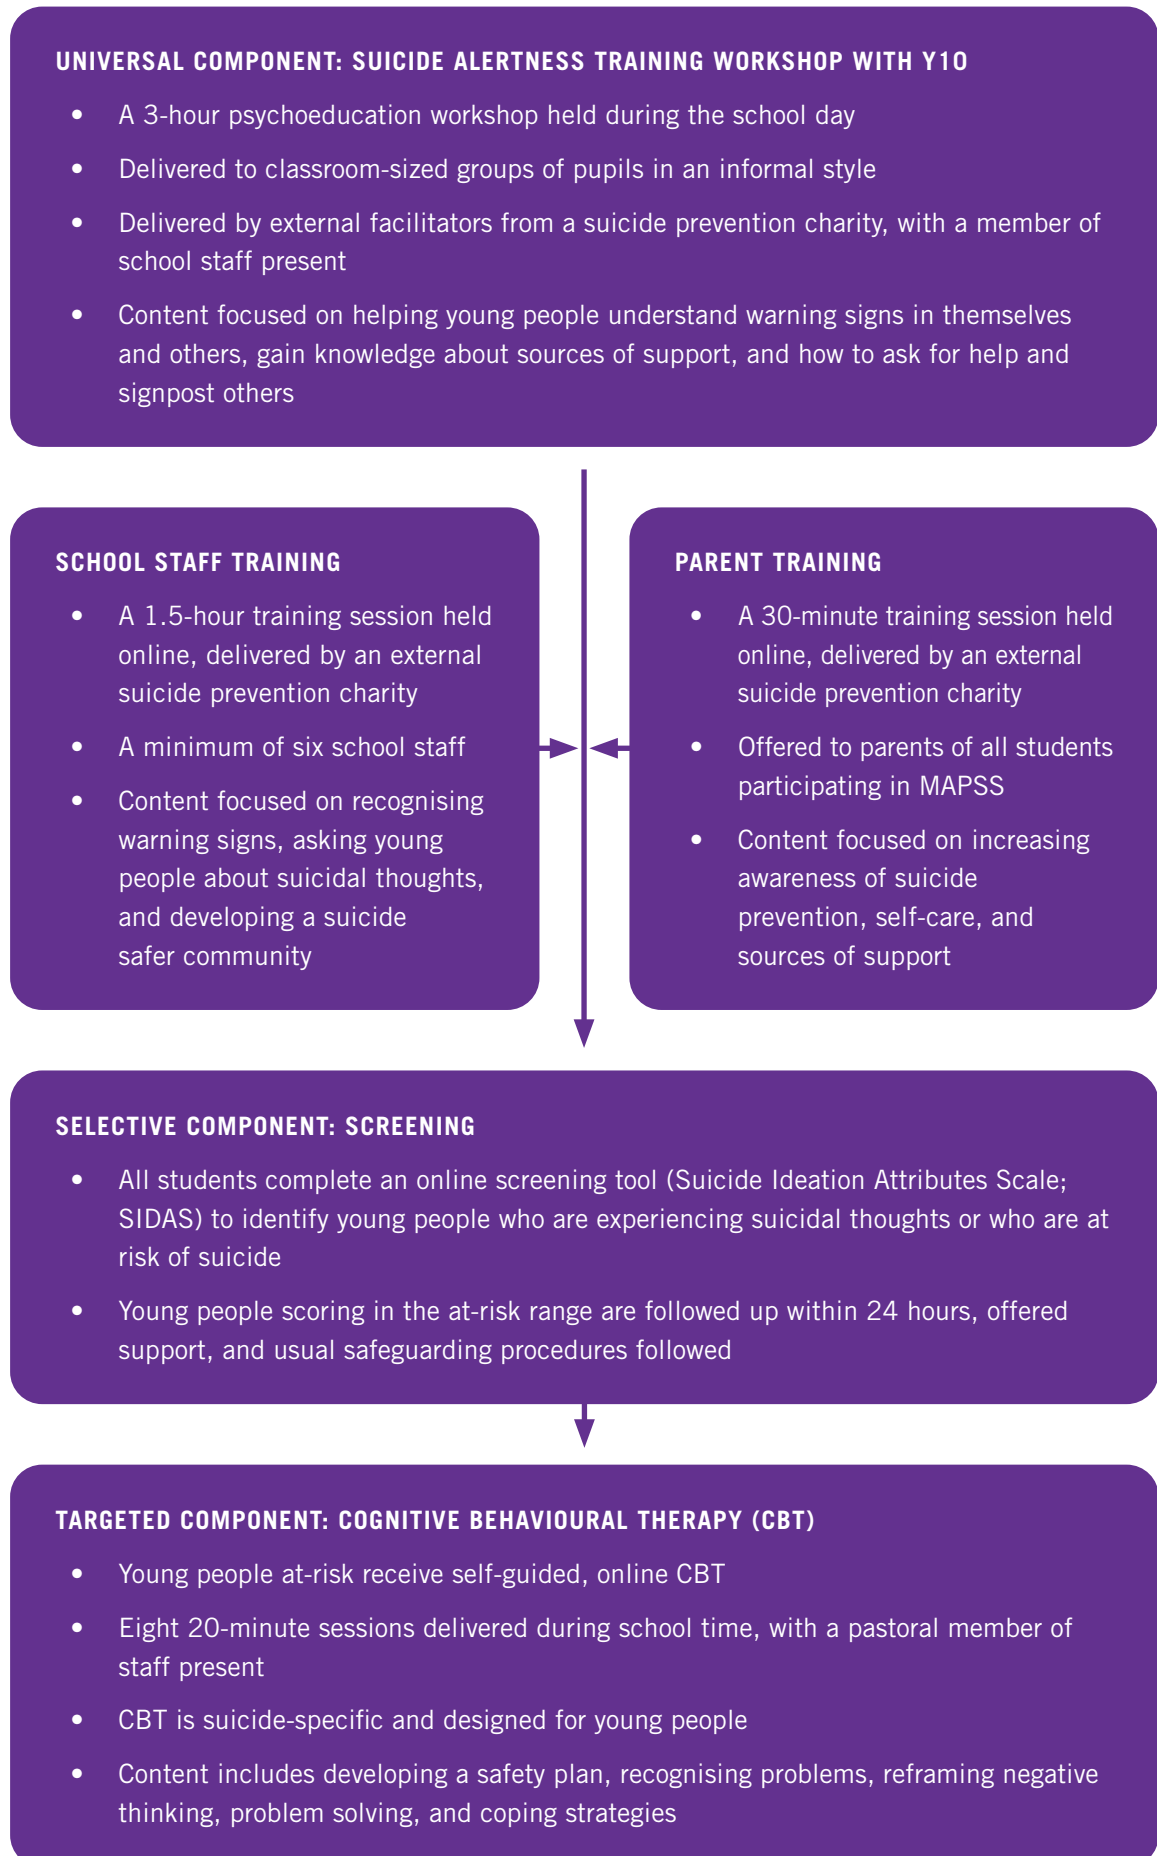 UNIVERSAL COMPONENT: SUICIDE ALERTNESS TRAINING WORKSHOP WITH Y10
• A 3-hour psychoeducation workshop held during the school day
• Delivered to classroom-sized groups of pupils in an informal style
• Delivered by external facilitators from a suicide prevention charity, with a member of
school staff present
• Content focused on helping young people understand warning signs in themselves
and others, gain knowledge about sources of support, and how to ask for help and
signpost others
SCHOOL STAFF TRAINING
• A 1.5-hour training session held
online, delivered by an external
suicide prevention charity
• A minimum of six school staff
• Content focused on recognising
warning signs, asking young
people about suicidal thoughts,
and developing a suicide
safer community
PARENT TRAINING
• A 30-minute training session held
online, delivered by an external
suicide prevention charity
• Offered to parents of all students
participating in MAPSS
• Content focused on increasing
awareness of suicide
prevention, self-care, and
sources of support
SELECTIVE COMPONENT: SCREENING
• All students complete an online screening tool (Suicide Ideation Attributes Scale;
SIDAS) to identify young people who are experiencing suicidal thoughts or who are at
risk of suicide
• Young people scoring in the at-risk range are followed up within 24 hours, offered
support, and usual safeguarding procedures followed
TARGETED COMPONENT: COGNITIVE BEHAVIOURAL THERAPY (CBT)
• Young people at-risk receive self-guided, online CBT
• Eight 20-minute sessions delivered during school time, with a pastoral member of
staff present
• CBT is suicide-specific and designed for young people
• Content includes developing a safety plan, recognising problems, reframing negative
thinking, problem solving, and coping strategies